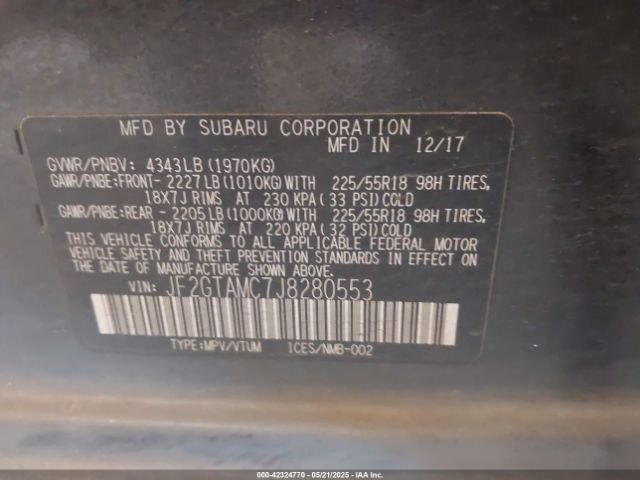 MFD BY SUBARU CORPORATION
MFD IN 12/17
GVWR/PNBV: 4343LB(1970KG)
GAWR/PNBE:FRONT- 2227LB(1010KG)WITH 225/55R18 98H TIRES,
18X7J RIMS AT 230 KPA(33 PSI)COLD
GAWR/PNBE:REAR - 2205LB(1000KG)WITH 225/55R18 98H TIRES,
18X7J RIMS AT 220 KPA(32 PSI)COLD
THIS VEHICLE CONFORMS TO ALL APPLICABLE FEDERAL MOTOR
VEHICLE SAFETY AND THEFT PREVENTION STANDARDS IN EFFECT
ON THE DATE OF MANUFACTURE SHOWN ABOVE.
VIN: JF2GTAMC7J8280553
TYPE:MPV/VTUM ICES/NMB-002
000-42324770 - 05/21/2025 - IAA Inc.